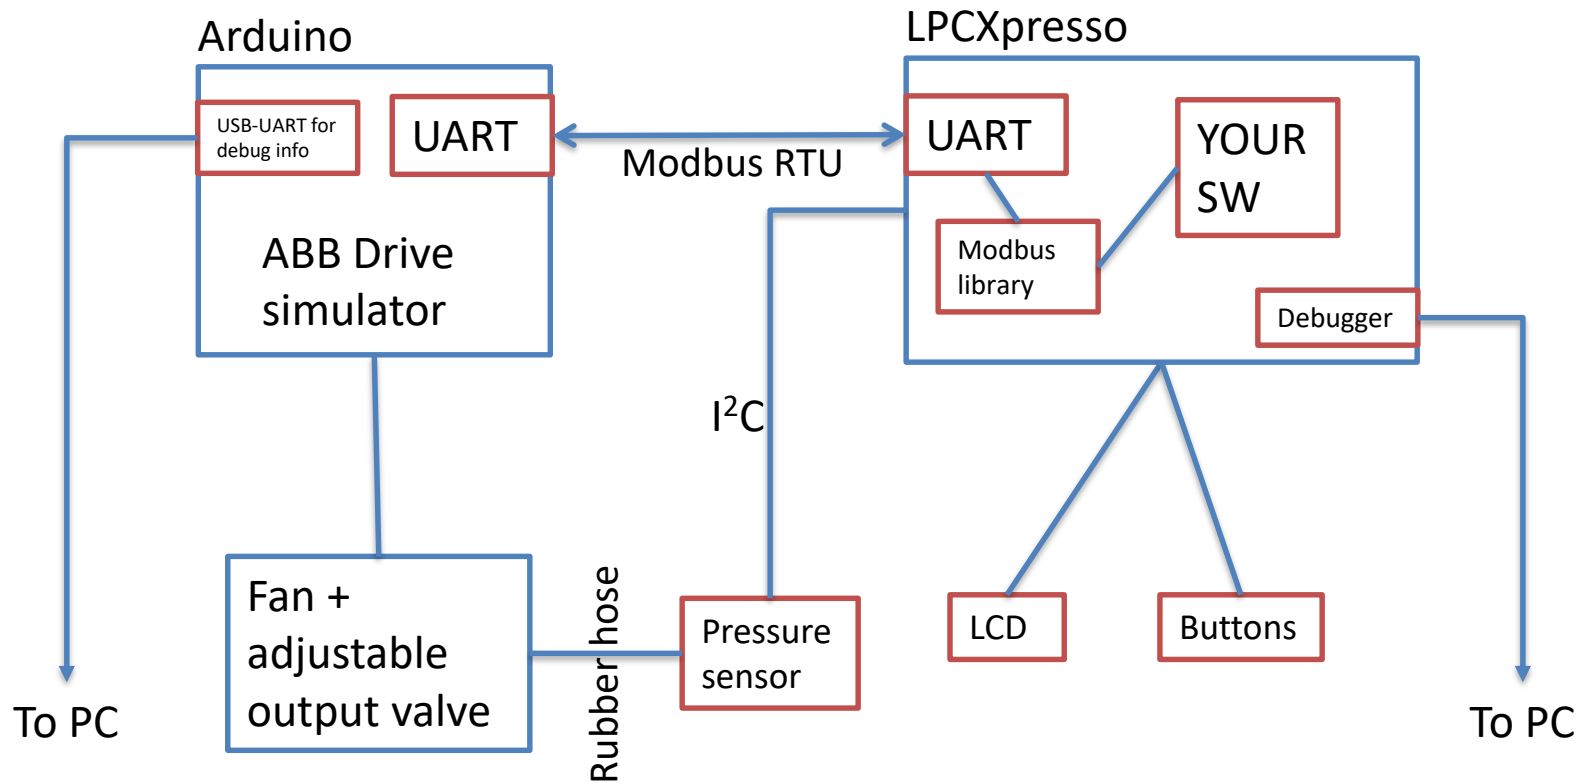 Arduino
LPCXpresso
USB-UART for
debug info
UART
Modbus RTU
UART
YOUR
SW
Modbus
library
Debugger
ABB Drive
simulator
I²C
Fan +
adjustable
output valve
Rubber hose
Pressure
sensor
LCD
Buttons
To PC
To PC